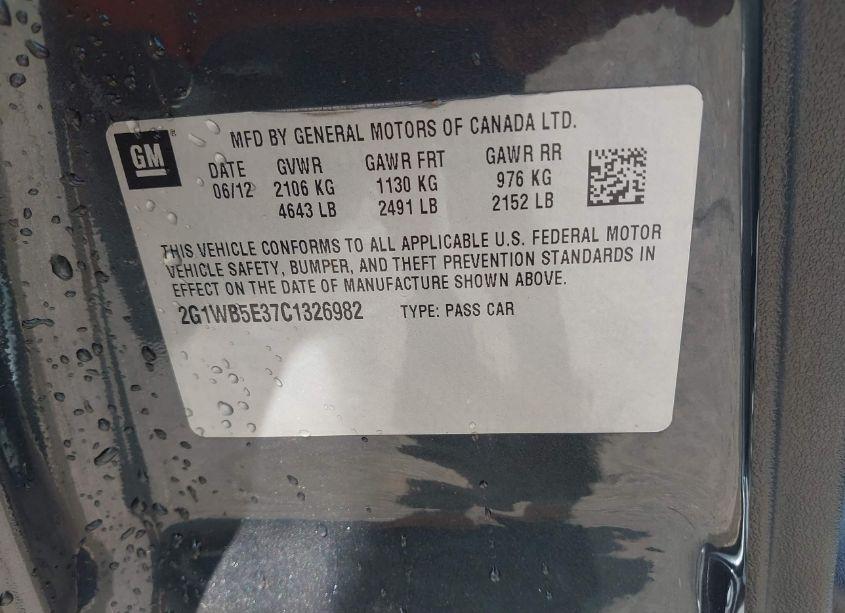 GM ®
MFD BY GENERAL MOTORS OF CANADA LTD.
DATE GVWR GAWR FRT GAWR RR
06/12 2106 KG 1130 KG 976 KG
4643 LB 2491 LB 2152 LB
THIS VEHICLE CONFORMS TO ALL APPLICABLE U.S. FEDERAL MOTOR
VEHICLE SAFETY, BUMPER, AND THEFT PREVENTION STANDARDS IN
EFFECT ON THE DATE OF MANUFACTURE SHOWN ABOVE.
2G1WB5E37C1326982 TYPE: PASS CAR